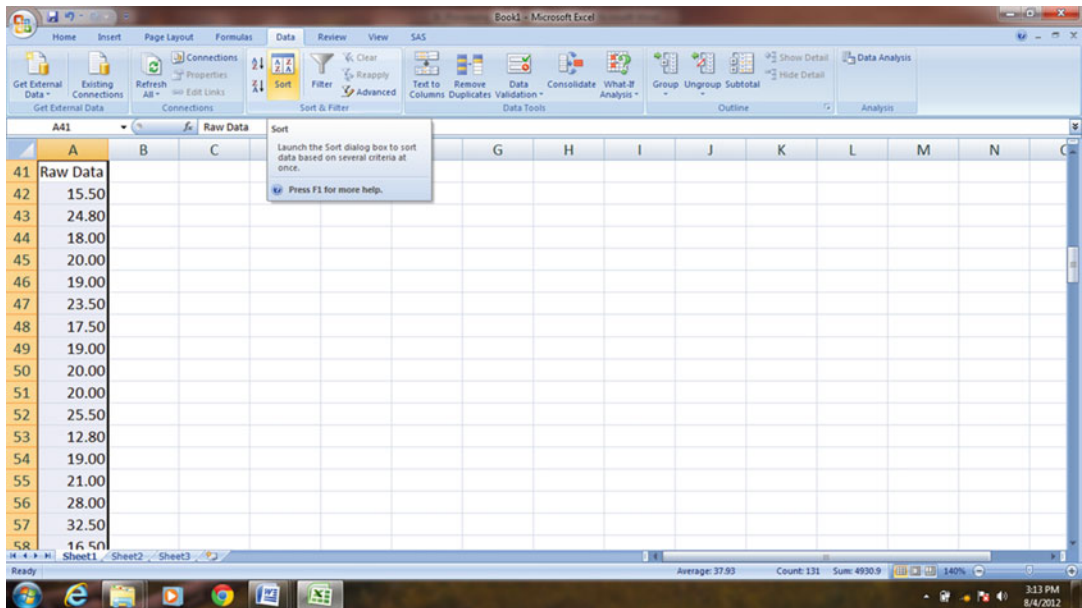 Book1 - Microsoft Excel
Home Insert Page Layout Formulas Data Review View SAS
Get External Data
Existing Connections
Refresh All
Connections
Properties
Edit Links
Sort
Filter
Clear
Reapply
Advanced
Text to Columns
Remove Duplicates
Data Validation
Consolidate
What-If Analysis
Group
Ungroup
Subtotal
Show Detail
Hide Detail
Data Analysis
Get External Data
Connections
Sort & Filter
Data Tools
Outline
Analysis
A41
fx Raw Data
Sort
Launch the Sort dialog box to sort
data based on several criteria at
once.
Press F1 for more help.
A B C G H I J K L M N
41 Raw Data
42 15.50
43 24.80
44 18.00
45 20.00
46 19.00
47 23.50
48 17.50
49 19.00
50 20.00
51 20.00
52 25.50
53 12.80
54 19.00
55 21.00
56 28.00
57 32.50
58 16.50
Sheet1 Sheet2 Sheet3
Ready
Average: 37.93 Count: 131 Sum: 4930.9 140%
3:13 PM
8/4/2012